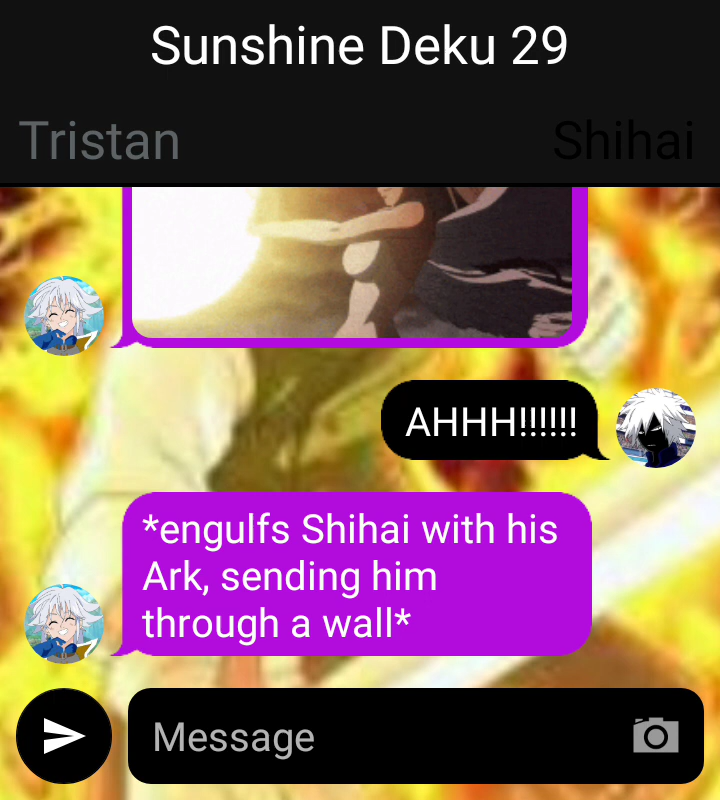 Sunshine Deku 29
Tristan
Shihai
AHHH!!!!!!
*engulfs Shihai with his
Ark, sending him
through a wall*
Message